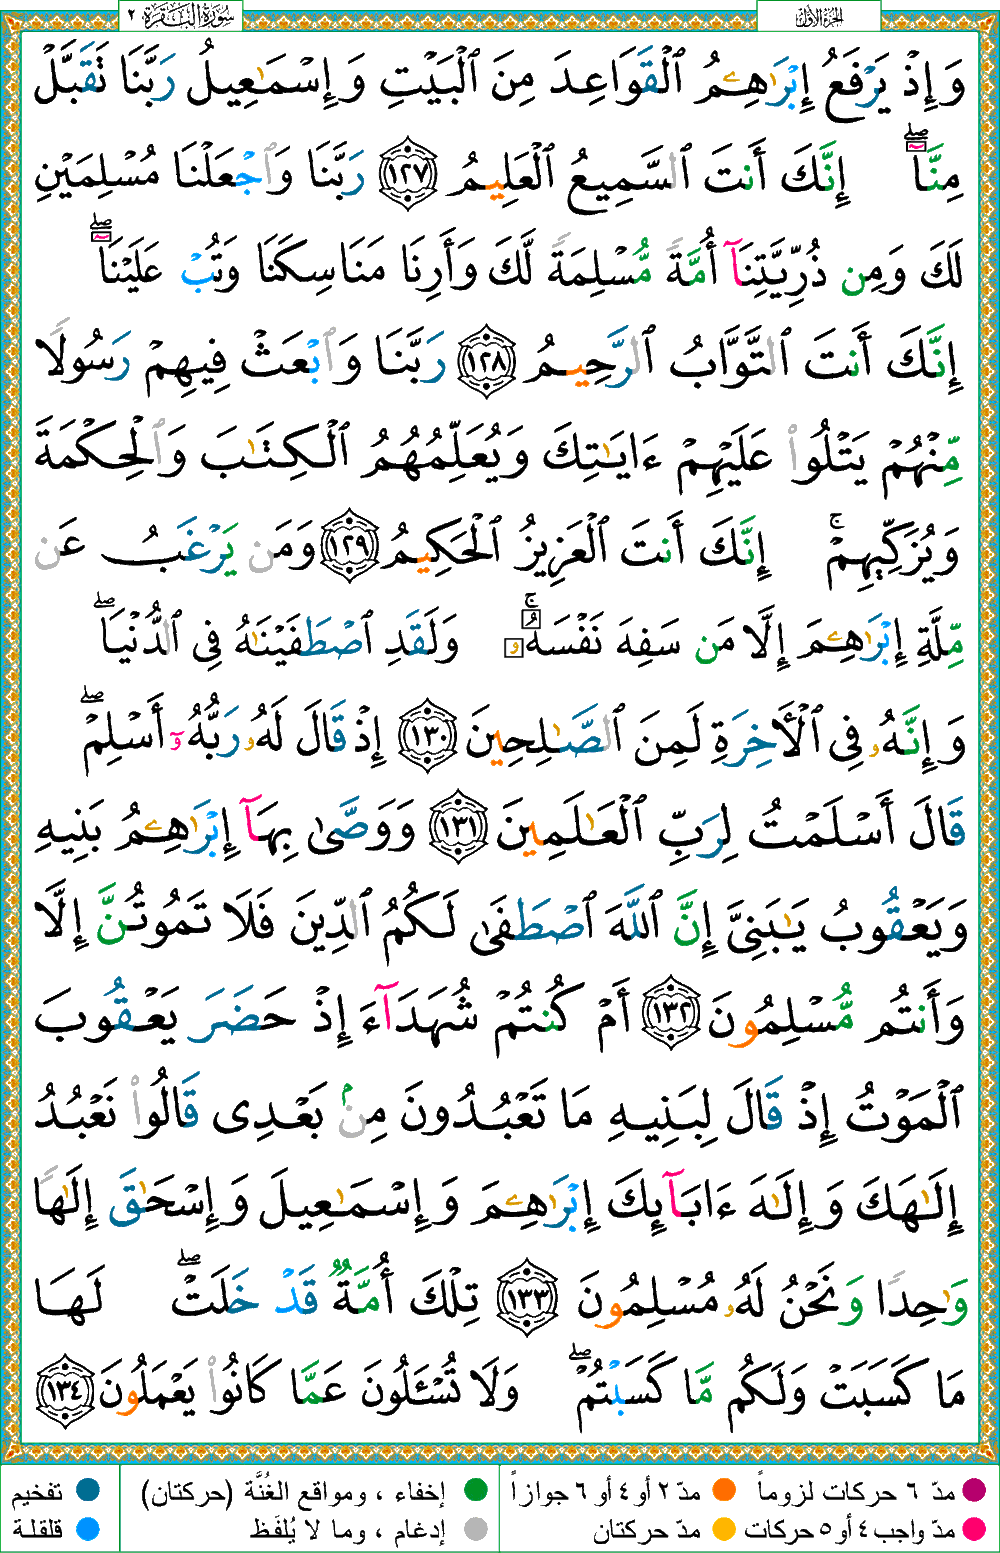 الجزء الأول
سورة البقرة ٢
وَإِذْ يَرْفَعُ إِبْرَٰهِـۧمُ ٱلْقَوَاعِدَ مِنَ ٱلْبَيْتِ وَإِسْمَـٰعِيلُ رَبَّنَا تَقَبَّلْ
مِنَّآ ۖ إِنَّكَ أَنتَ ٱلسَّمِيعُ ٱلْعَلِيمُ ١٢٧ رَبَّنَا وَٱجْعَلْنَا مُسْلِمَيْنِ
لَكَ وَمِن ذُرِّيَّتِنَآ أُمَّةً مُّسْلِمَةً لَّكَ وَأَرِنَا مَنَاسِكَنَا وَتُبْ عَلَيْنَآ ۖ
إِنَّكَ أَنتَ ٱلتَّوَّابُ ٱلرَّحِيمُ ١٢٨ رَبَّنَا وَٱبْعَثْ فِيهِمْ رَسُولًا
مِّنْهُمْ يَتْلُوا۟ عَلَيْهِمْ ءَايَـٰتِكَ وَيُعَلِّمُهُمُ ٱلْكِتَـٰبَ وَٱلْحِكْمَةَ
وَيُزَكِّيهِمْ ۚ إِنَّكَ أَنتَ ٱلْعَزِيزُ ٱلْحَكِيمُ ١٢٩ وَمَن يَرْغَبُ عَن
مِّلَّةِ إِبْرَٰهِـۧمَ إِلَّا مَن سَفِهَ نَفْسَهُۥ ۚ وَلَقَدِ ٱصْطَفَيْنَـٰهُ فِى ٱلدُّنْيَا ۖ
وَإِنَّهُۥ فِى ٱلْـَٔاخِرَةِ لَمِنَ ٱلصَّـٰلِحِينَ ١٣٠ إِذْ قَالَ لَهُۥ رَبُّهُۥٓ أَسْلِمْ ۖ
قَالَ أَسْلَمْتُ لِرَبِّ ٱلْعَـٰلَمِينَ ١٣١ وَوَصَّىٰ بِهَآ إِبْرَٰهِـۧمُ بَنِيهِ
وَيَعْقُوبُ يَـٰبَنِىَّ إِنَّ ٱللَّهَ ٱصْطَفَىٰ لَكُمُ ٱلدِّينَ فَلَا تَمُوتُنَّ إِلَّا
وَأَنتُم مُّسْلِمُونَ ١٣٢ أَمْ كُنتُمْ شُهَدَآءَ إِذْ حَضَرَ يَعْقُوبَ
ٱلْمَوْتُ إِذْ قَالَ لِبَنِيهِ مَا تَعْبُدُونَ مِنۢ بَعْدِى قَالُوا۟ نَعْبُدُ
إِلَـٰهَكَ وَإِلَـٰهَ ءَابَآئِكَ إِبْرَٰهِـۧمَ وَإِسْمَـٰعِيلَ وَإِسْحَـٰقَ إِلَـٰهًا
وَٰحِدًا وَنَحْنُ لَهُۥ مُسْلِمُونَ ١٣٣ تِلْكَ أُمَّةٌ قَدْ خَلَتْ ۖ لَهَا
مَا كَسَبَتْ وَلَكُم مَّا كَسَبْتُمْ ۖ وَلَا تُسْـَٔلُونَ عَمَّا كَانُوا۟ يَعْمَلُونَ ١٣٤
مدّ ٦ حركات لزوماً مدّ ٢ أو ٤ أو ٦ جوازاً إخفاء ، ومواقع الغُنَّة (حركتان) تفخيم
مدّ واجب ٤ أو ٥ حركات مدّ حركتان إدغام ، وما لا يُلفَظ قلقلة